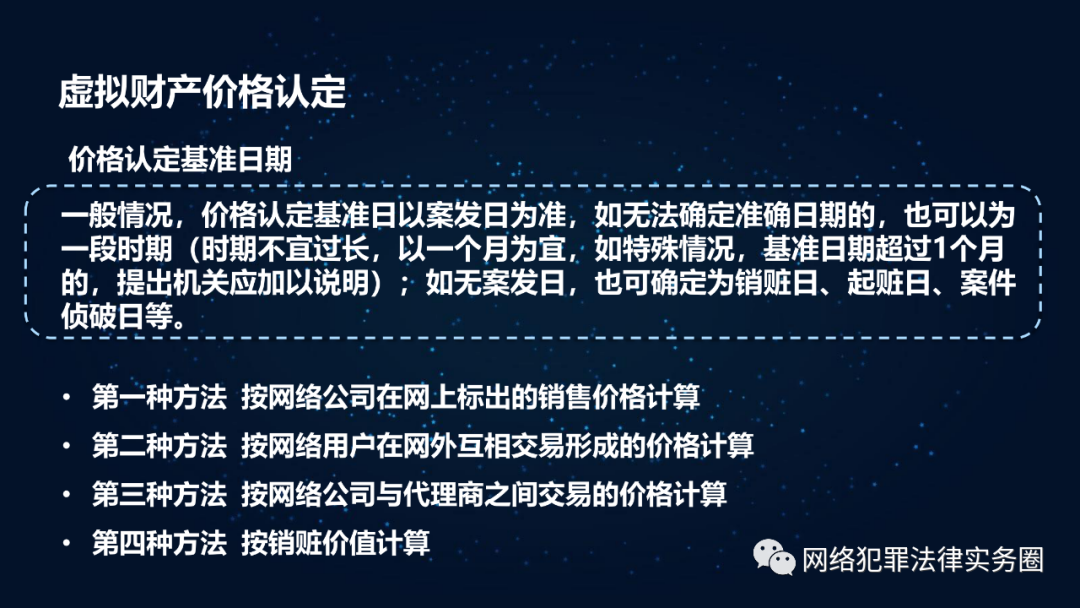 虚拟财产价格认定
价格认定基准日期
一般情况，价格认定基准日以案发日为准，如无法确定准确日期的，也可以为
一段时期（时期不宜过长，以一个月为宜，如特殊情况，基准日期超过1个月
的，提出机关应加以说明）；如无案发日，也可确定为销赃日、起赃日、案件
侦破日等。
• 第一种方法 按网络公司在网上标出的销售价格计算
• 第二种方法 按网络用户在网外互相交易形成的价格计算
• 第三种方法 按网络公司与代理商之间交易的价格计算
• 第四种方法 按销赃价值计算
网络犯罪法律实务圈